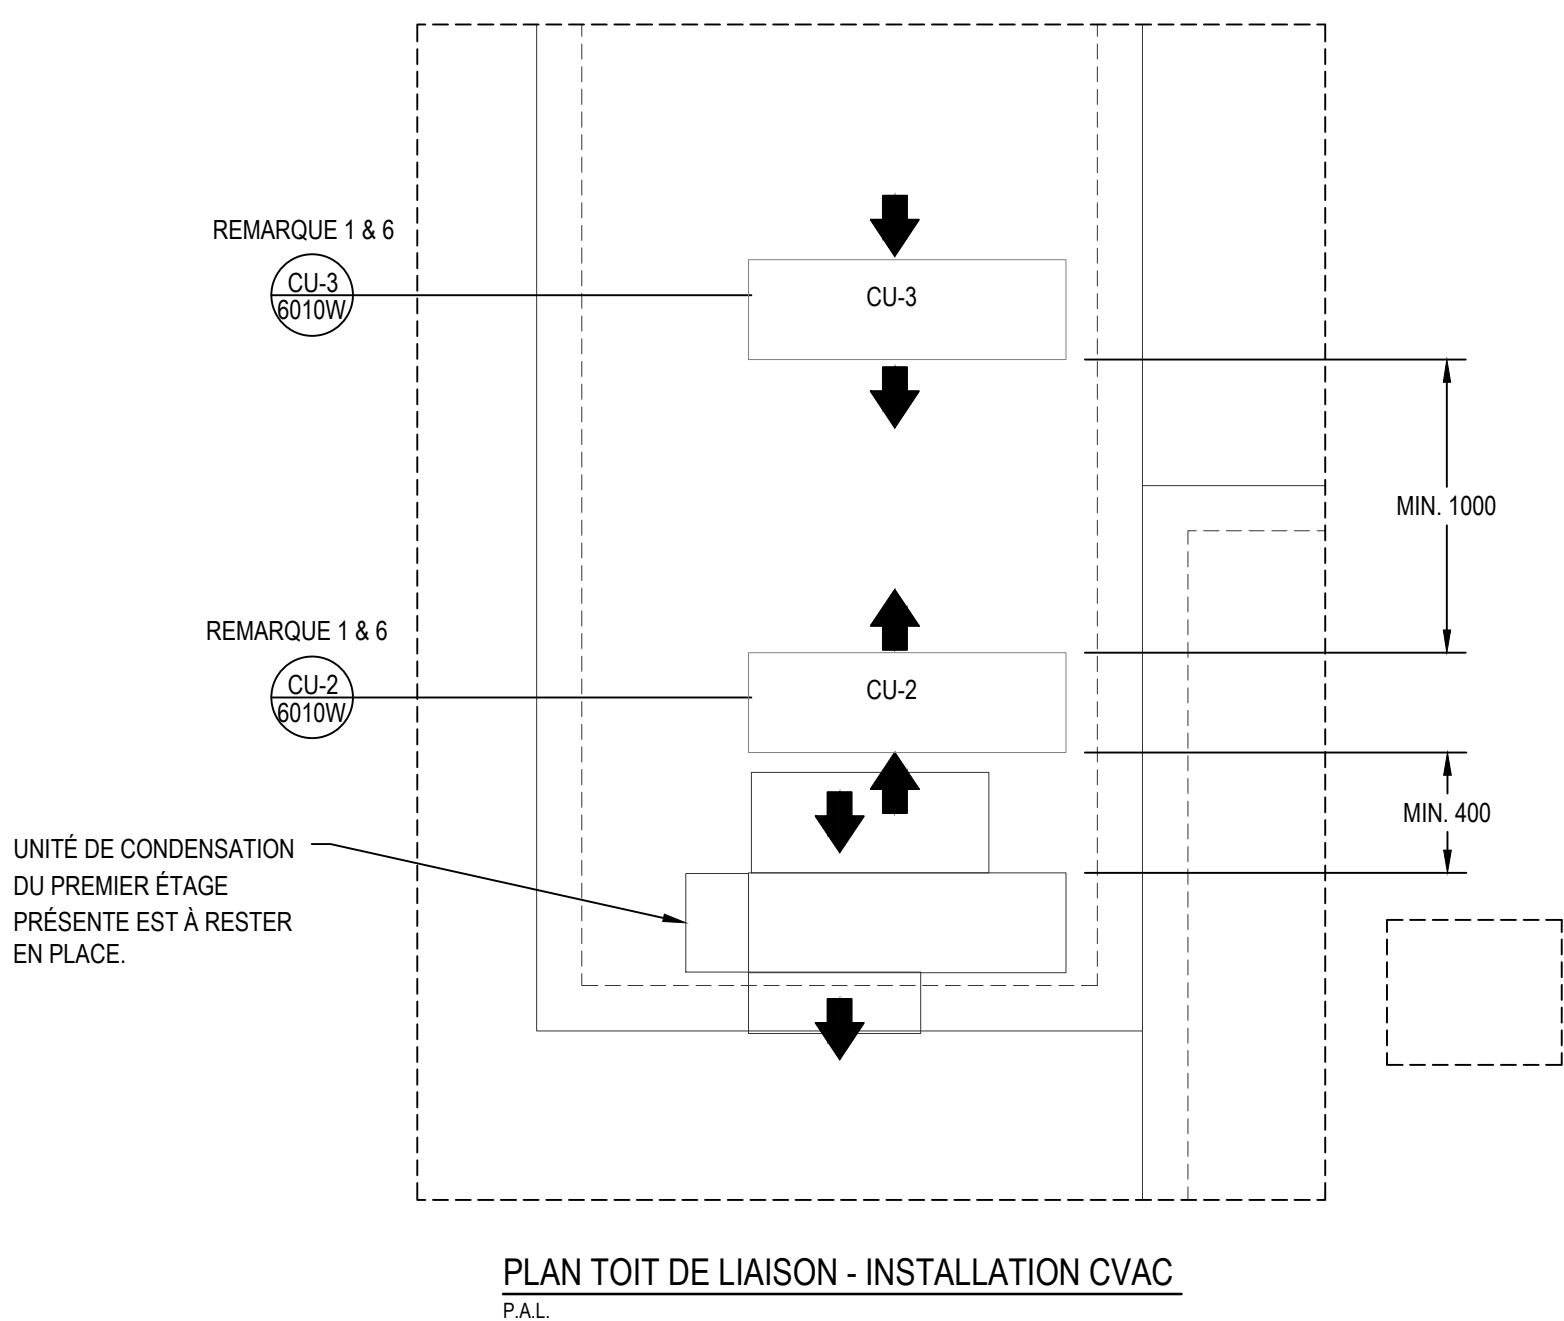 REMARQUE 1 & 6
CU-3
6010W
CU-3
MIN. 1000
REMARQUE 1 & 6
CU-2
6010W
CU-2
MIN. 400
UNITÉ DE CONDENSATION
DU PREMIER ÉTAGE
PRÉSENTE EST À RESTER
EN PLACE.
PLAN TOIT DE LIAISON - INSTALLATION CVAC
P.A.L.